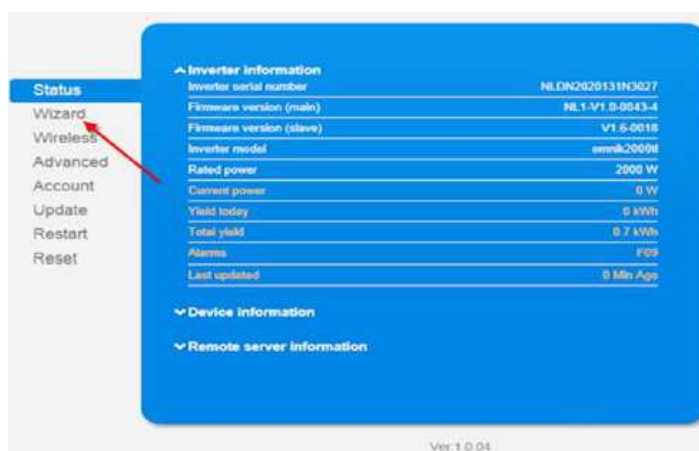 Status
Wizard
Wireless
Advanced
Account
Update
Restart
Reset
Inverter information
Inverter serial number NLDN2020131N3027
Firmware version (main) NL1-V1.0-0043-4
Firmware version (slave) V1.6-0018
Inverter model omnik2000tl
Rated power 2000 W
Current power 0 W
Yield today 0 kWh
Total yield 0.7 kWh
Alarms F09
Last updated 0 Min Ago
Device information
Remote server information
Ver:1.0.04